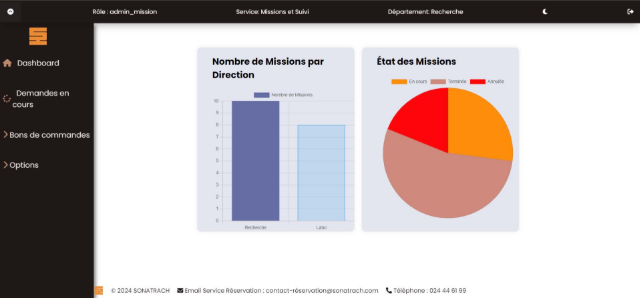 Rôle : admin_mission
Service: Missions et Suivi
Département: Recherche
Dashboard
Demandes en
cours
Bons de commandes
Options
Nombre de Missions par
Direction
Nombre de Missions
10
9
8
7
6
5
4
3
2
1
0
Recherche
Labo
État des Missions
En cours
Terminée
Annulée
© 2024 SONATRACH
Email Service Réservation : contact-réservation@sonatrach.com
Téléphone : 024 44 61 99